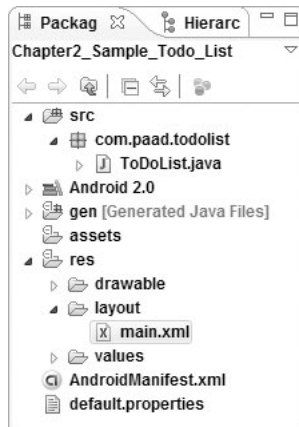 Packag Hierarc
Chapter2_Sample_Todo_List
src
com.paad.todolist
ToDoList.java
Android 2.0
gen [Generated Java Files]
assets
res
drawable
layout
main.xml
values
AndroidManifest.xml
default.properties